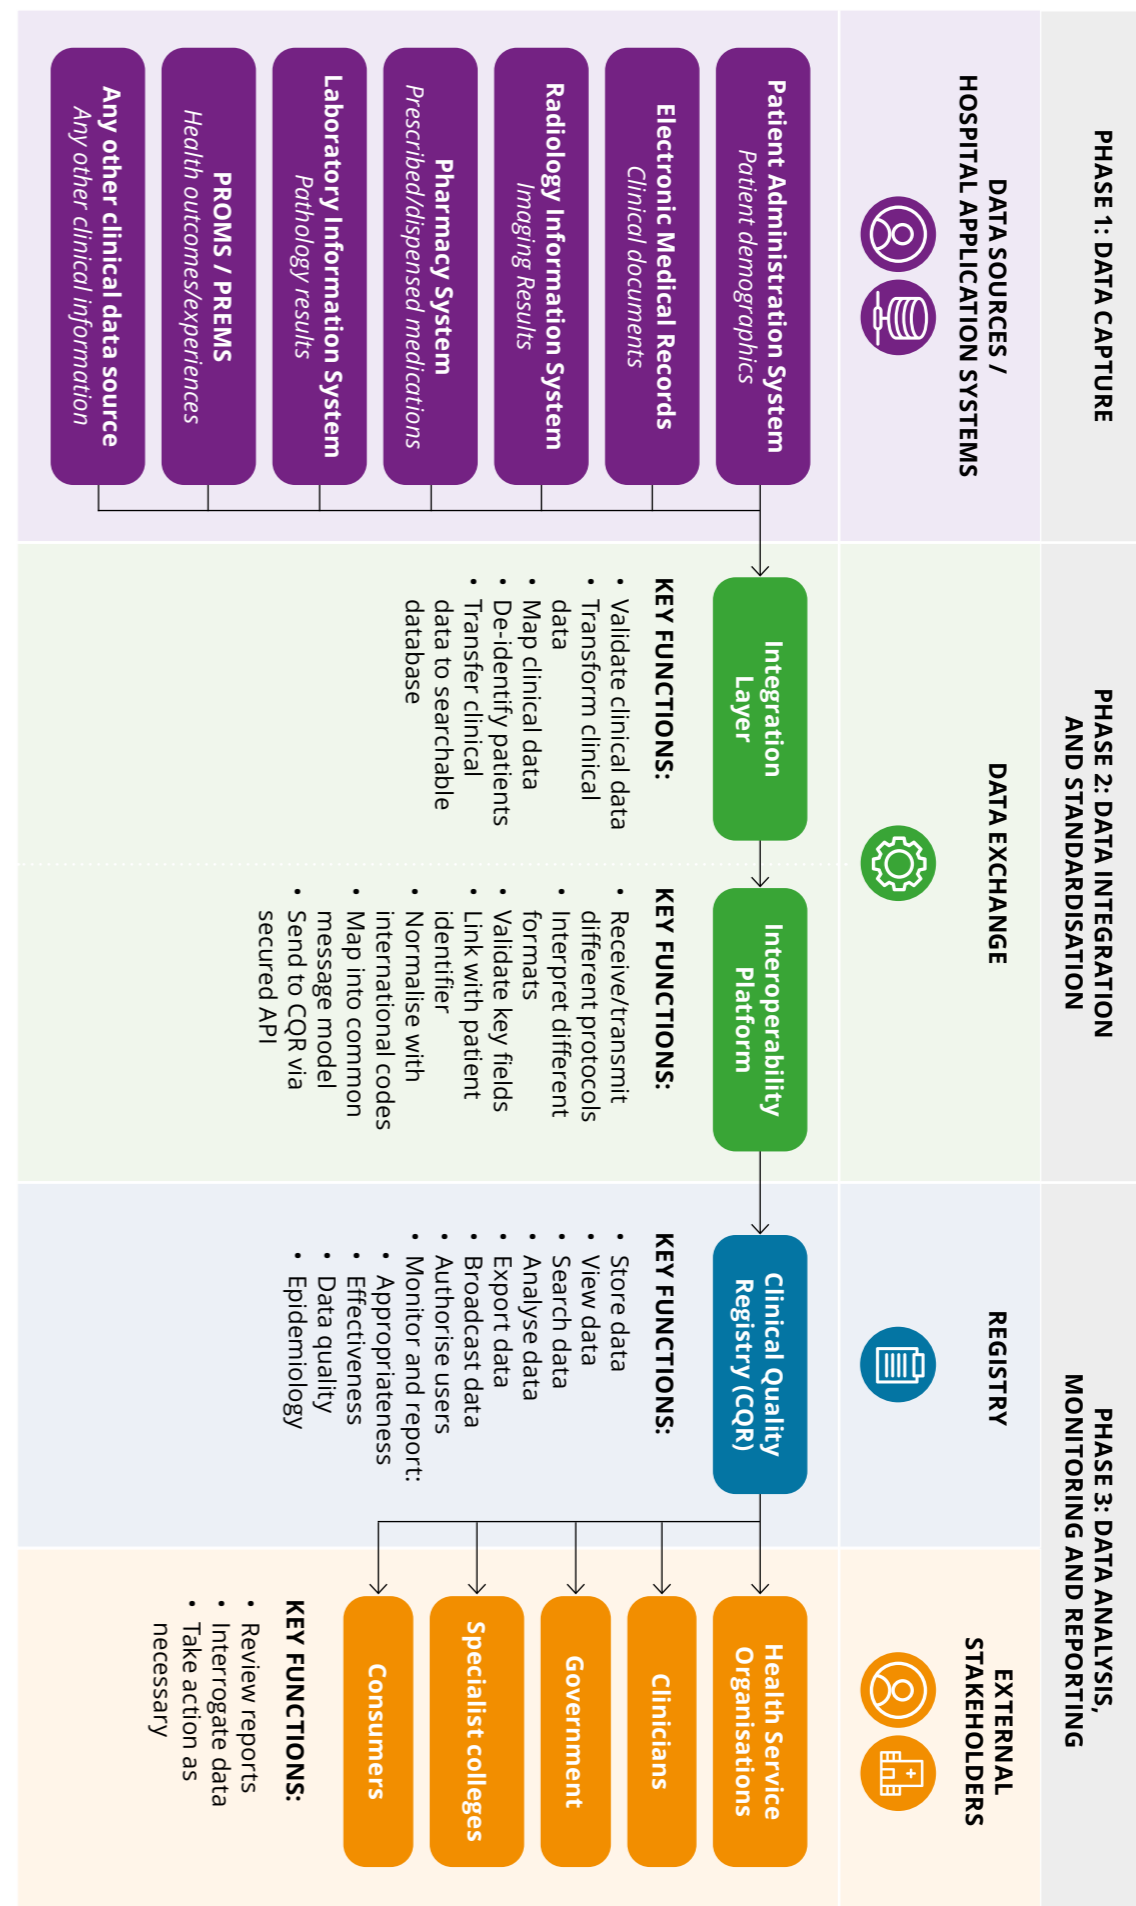 PHASE 1: DATA CAPTURE
DATA SOURCES /
HOSPITAL APPLICATION SYSTEMS
Patient Administration System
Patient demographics
Electronic Medical Records
Clinical documents
Radiology Information System
Imaging Results
Pharmacy System
Prescribed/dispensed medications
Laboratory Information System
Pathology results
PROMS / PREMS
Health outcomes/experiences
Any other clinical data source
Any other clinical information
PHASE 2: DATA INTEGRATION
AND STANDARDISATION
DATA EXCHANGE
Integration
Layer
KEY FUNCTIONS:
• Validate clinical data
• Transform clinical
data
• Map clinical data
• De-identify patients
• Transfer clinical
data to searchable
database
Interoperability
Platform
KEY FUNCTIONS:
• Receive/transmit
different protocols
• Interpret different
formats
• Validate key fields
• Link with patient
identifier
• Normalise with
international codes
• Map into common
message model
• Send to CQR via
secured API
PHASE 3: DATA ANALYSIS,
MONITORING AND REPORTING
REGISTRY
Clinical Quality
Registry (CQR)
KEY FUNCTIONS:
• Store data
• View data
• Search data
• Analyse data
• Export data
• Broadcast data
• Authorise users
• Monitor and report:
• Appropriateness
• Effectiveness
• Data quality
• Epidemiology
EXTERNAL
STAKEHOLDERS
Health Service
Organisations
Clinicians
Government
Specialist colleges
Consumers
KEY FUNCTIONS:
• Review reports
• Interrogate data
• Take action as
necessary